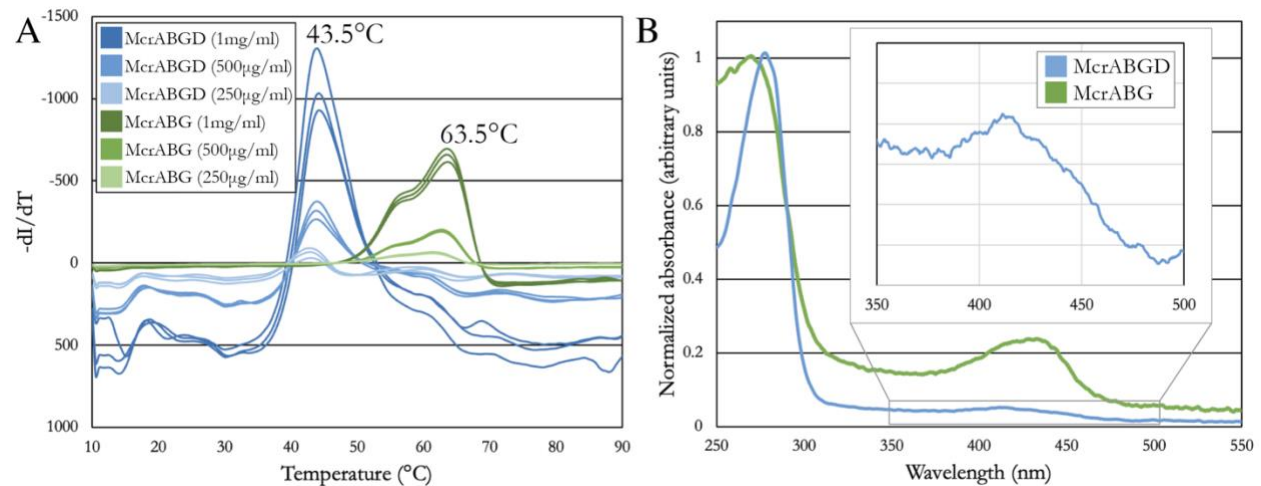 A
-1500
-1000
-500
0
500
1000
-dI/dT
10
20
30
40
50
60
70
80
90
Temperature (°C)
McrABGD (1mg/ml)
McrABGD (500µg/ml)
McrABGD (250µg/ml)
McrABG (1mg/ml)
McrABG (500µg/ml)
McrABG (250µg/ml)
43.5°C
63.5°C
B
Normalized absorbance (arbitrary units)
1
0.8
0.6
0.4
0.2
0
250
300
350
400
450
500
550
Wavelength (nm)
McrABGD
McrABG
350
400
450
500